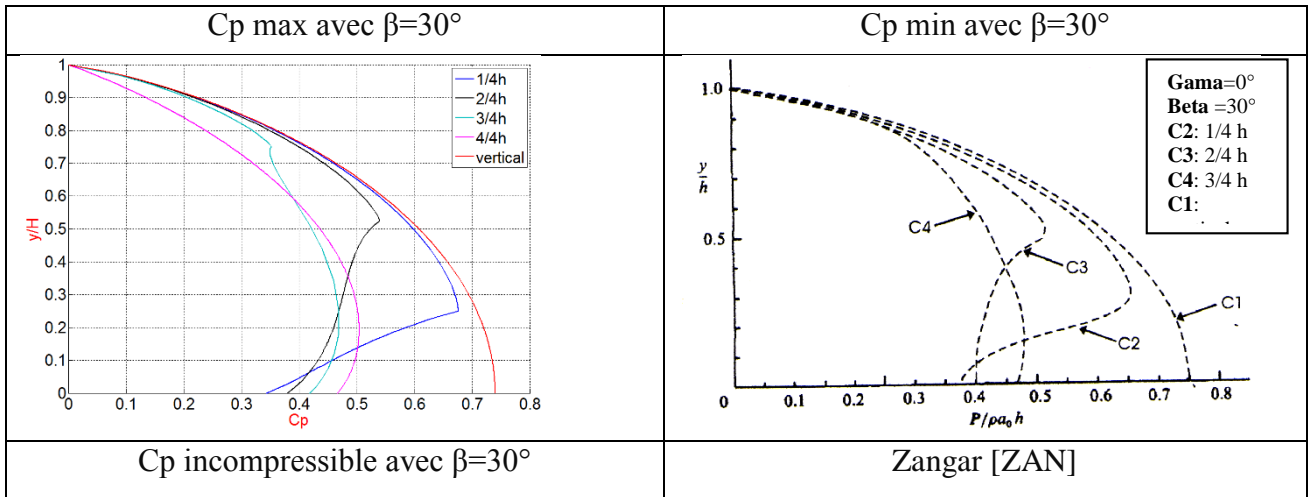 Cp max avec β=30°
Cp min avec β=30°
1
0.9
0.8
0.7
0.6
0.5
0.4
0.3
0.2
0.1
0
y/H
1/4h
2/4h
3/4h
4/4h
vertical
0 0.1 0.2 0.3 0.4 0.5 0.6 0.7 0.8
Cp
1.0
y/h
0.5
Gama=0°
Beta =30°
C2: 1/4 h
C3: 2/4 h
C4: 3/4 h
C1:
C4
C3
C2
C1
0 0.1 0.2 0.3 0.4 0.5 0.6 0.7 0.8
P/ρa₀ h
Cp incompressible avec β=30°
Zangar [ZAN]